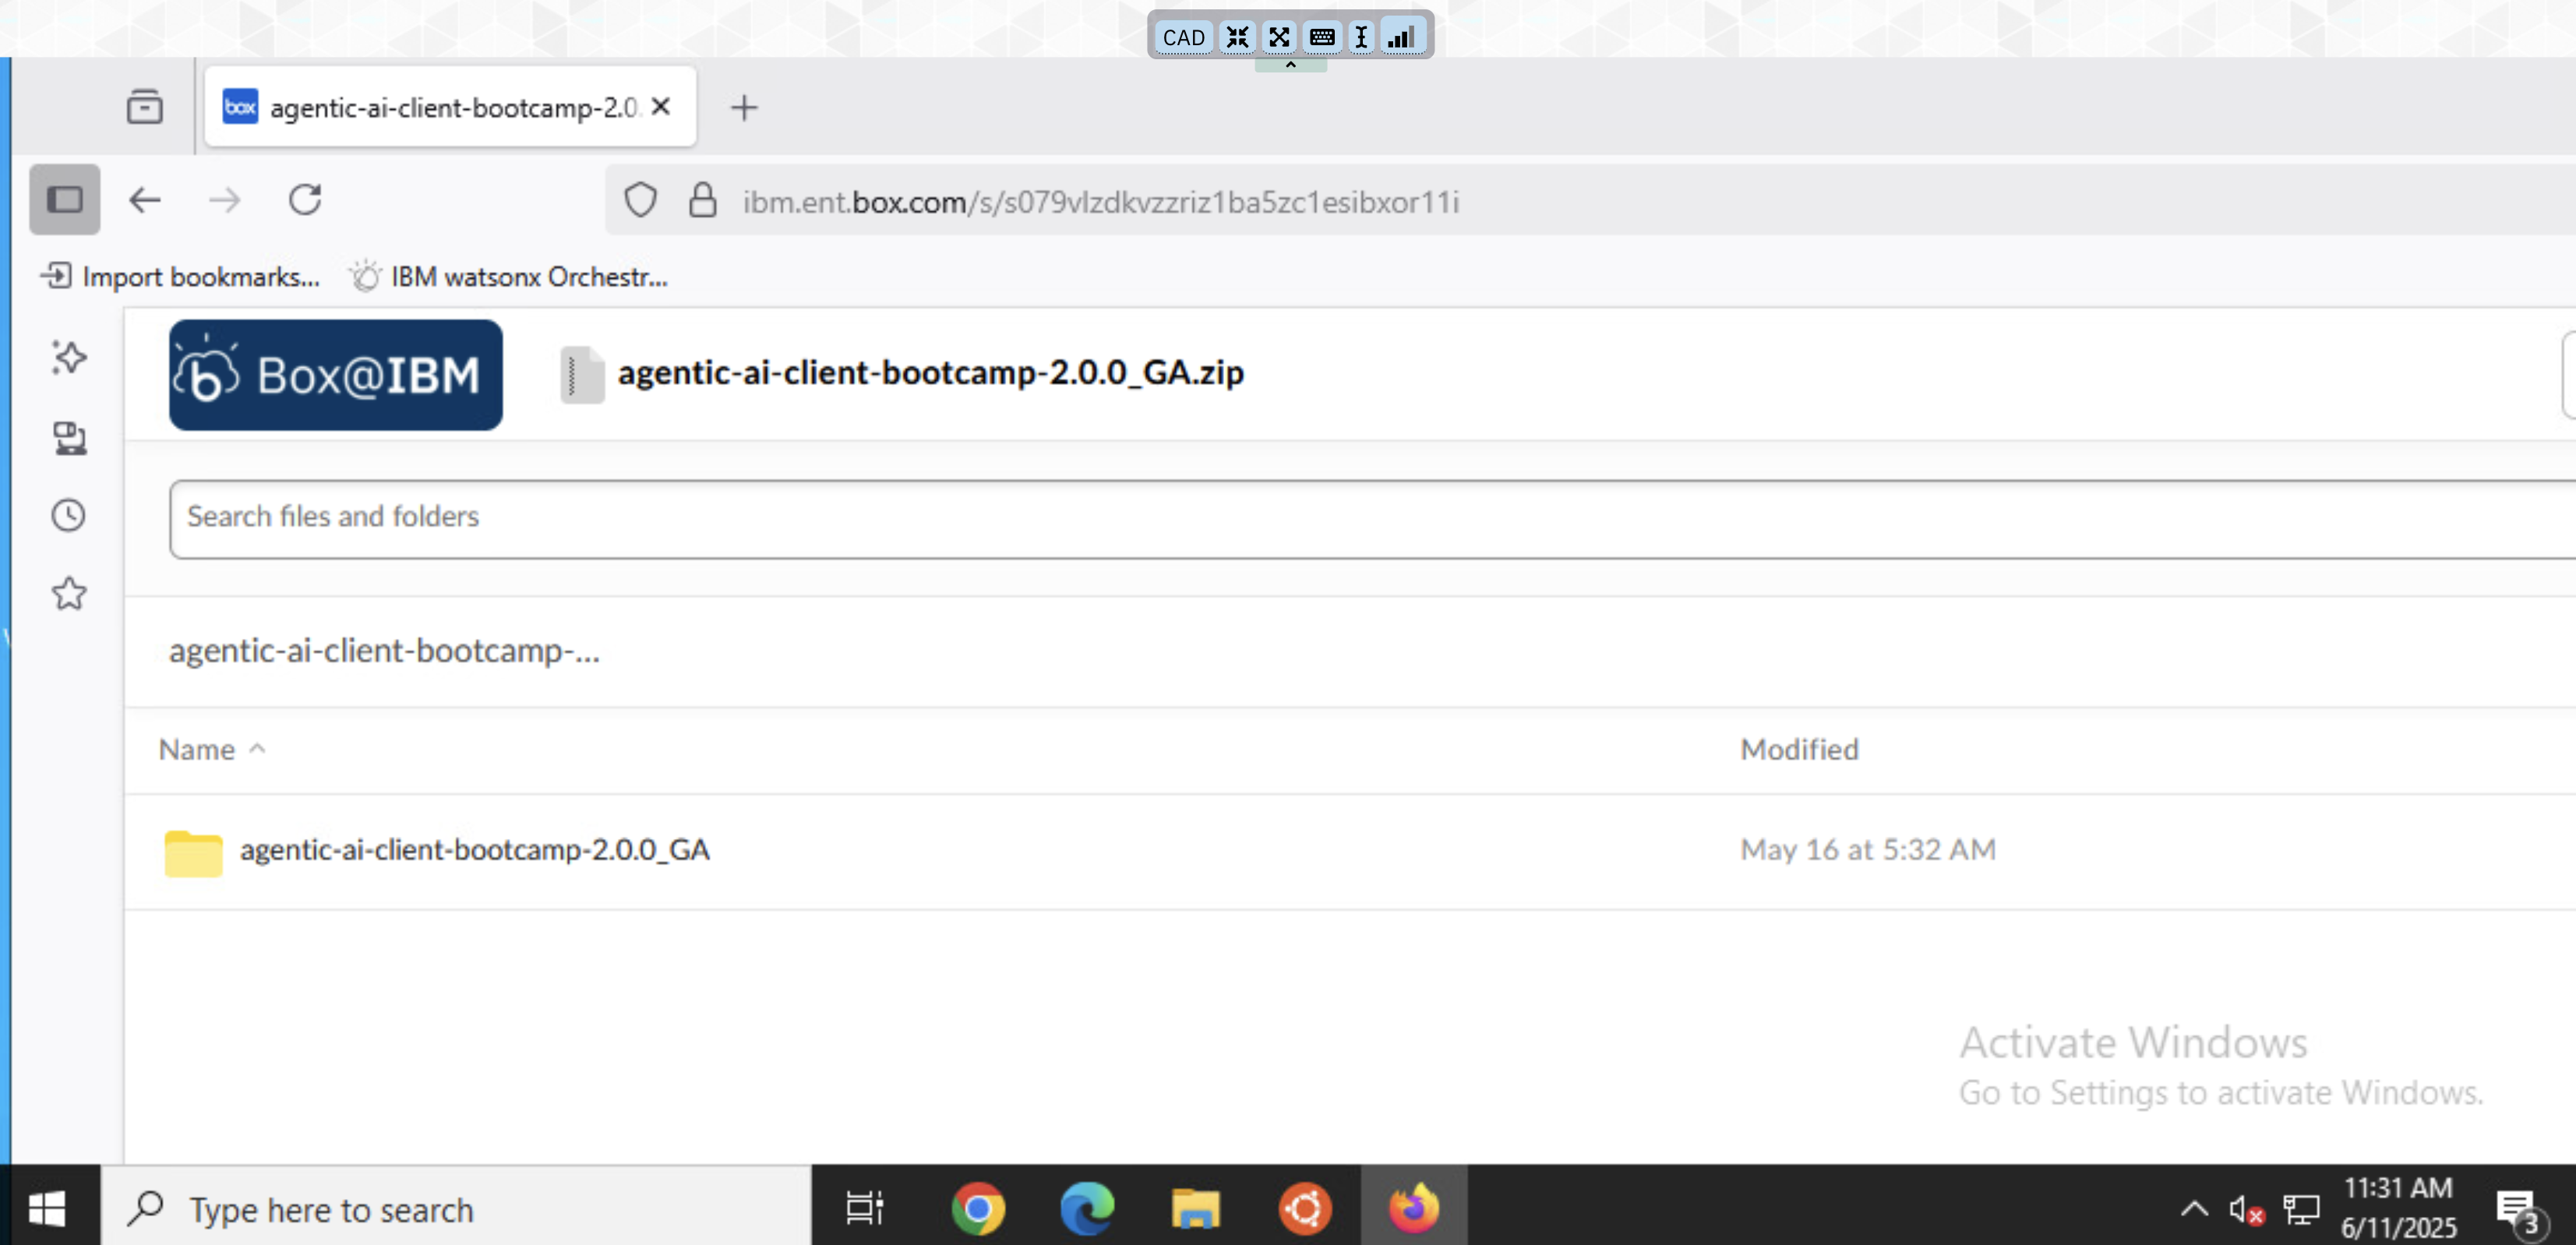 CAD
box agentic-ai-client-bootcamp-2.0.
ibm.ent.box.com/s/s079vlzdkvzzriz1ba5zc1esibxor11i
Import bookmarks... IBM watsonx Orchestr...
b Box@IBM agentic-ai-client-bootcamp-2.0.0_GA.zip
Search files and folders
agentic-ai-client-bootcamp-...
Name Modified
agentic-ai-client-bootcamp-2.0.0_GA May 16 at 5:32 AM
Activate Windows
Go to Settings to activate Windows.
Type here to search
11:31 AM
6/11/2025
3